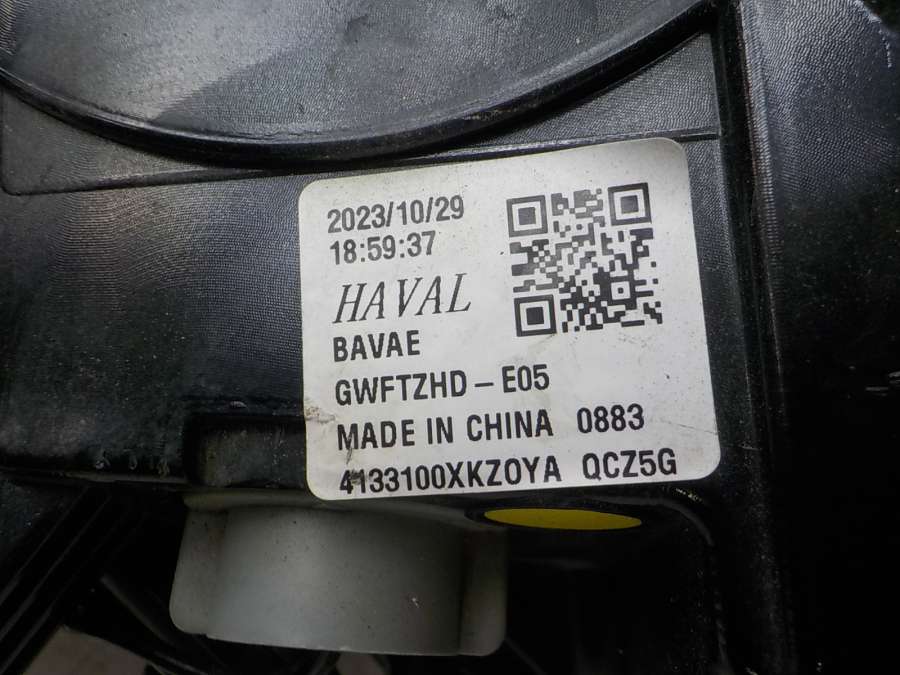 2023/10/29
18:59:37
HAVAL
BAVAE
GWFTZHD-E05
MADE IN CHINA 0883
4133100XKZ0YA QCZ5G